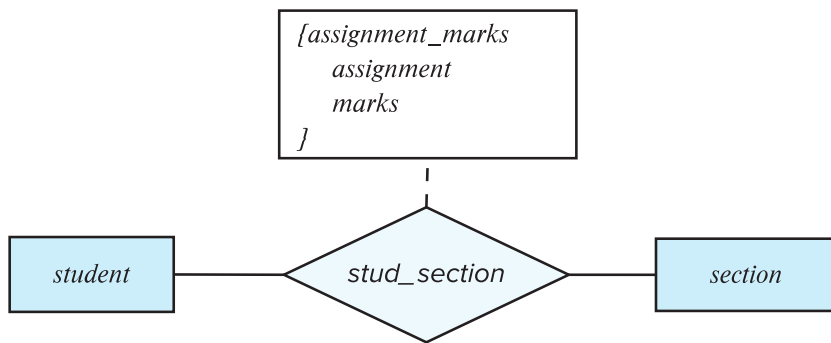 {assignment_marks
assignment
marks
}
student
stud_section
section